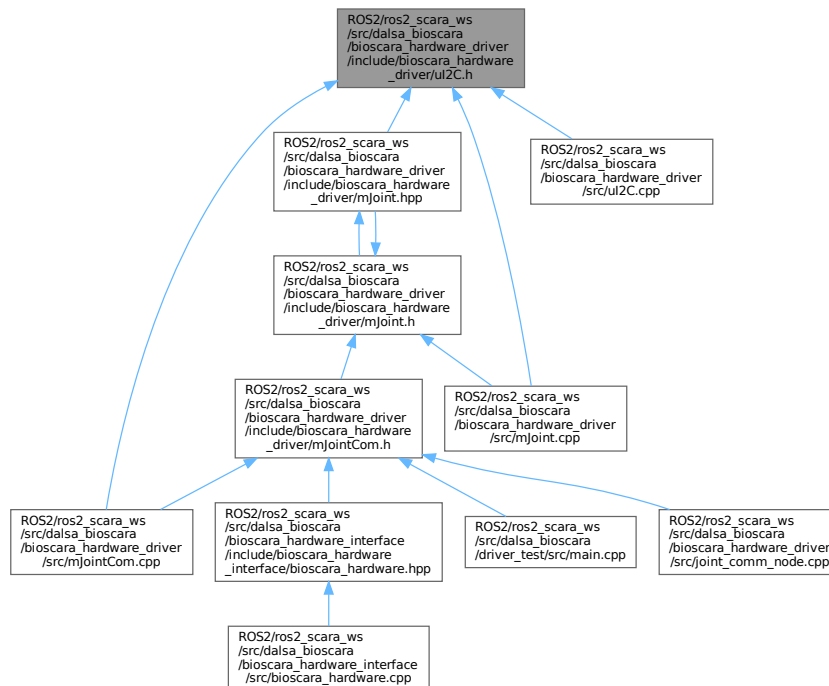 ROS2/ros2_scara_ws
/src/dalsa_bioscara
/bioscara_hardware_driver
/include/bioscara_hardware
_driver/uI2C.h
ROS2/ros2_scara_ws
/src/dalsa_bioscara
/bioscara_hardware_driver
/include/bioscara_hardware
_driver/mJoint.hpp
ROS2/ros2_scara_ws
/src/dalsa_bioscara
/bioscara_hardware_driver
/src/uI2C.cpp
ROS2/ros2_scara_ws
/src/dalsa_bioscara
/bioscara_hardware_driver
/include/bioscara_hardware
_driver/mJoint.h
ROS2/ros2_scara_ws
/src/dalsa_bioscara
/bioscara_hardware_driver
/include/bioscara_hardware
_driver/mJointCom.h
ROS2/ros2_scara_ws
/src/dalsa_bioscara
/bioscara_hardware_driver
/src/mJoint.cpp
ROS2/ros2_scara_ws
/src/dalsa_bioscara
/bioscara_hardware_driver
/src/mJointCom.cpp
ROS2/ros2_scara_ws
/src/dalsa_bioscara
/bioscara_hardware_interface
/include/bioscara_hardware
_interface/bioscara_hardware.hpp
ROS2/ros2_scara_ws
/src/dalsa_bioscara
/driver_test/src/main.cpp
ROS2/ros2_scara_ws
/src/dalsa_bioscara
/bioscara_hardware_driver
/src/joint_comm_node.cpp
ROS2/ros2_scara_ws
/src/dalsa_bioscara
/bioscara_hardware_interface
/src/bioscara_hardware.cpp